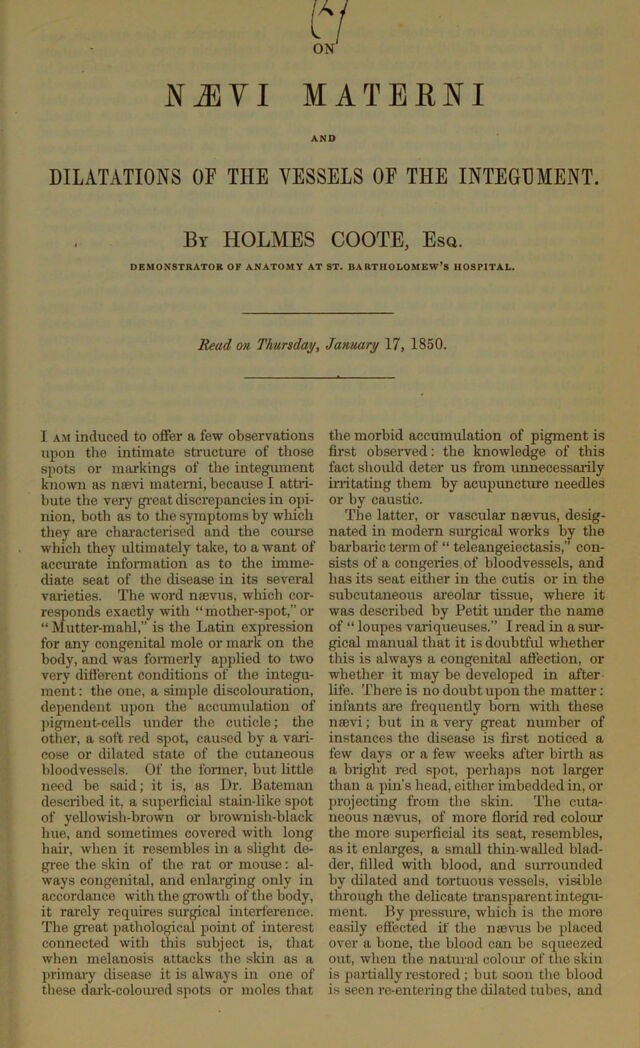 ON
NÆVI MATERNI
AND
DILATATIONS OF THE VESSELS OF THE INTEGUMENT.
BY HOLMES COOTE, ESQ.
DEMONSTRATOR OF ANATOMY AT ST. BARTHOLOMEW'S HOSPITAL.
Read on Thursday, January 17, 1850.
I AM induced to offer a few observations
upon the intimate structure of those
spots or markings of the integument
known as nævi materni, because I attri-
bute the very great discrepancies in opi-
nion, both as to the symptoms by which
they are characterised and the course
which they ultimately take, to a want of
accurate information as to the imme-
diate seat of the disease in its several
varieties. The word nævus, which cor-
responds exactly with "mother-spot," or
"Mutter-mahl," is the Latin expression
for any congenital mole or mark on the
body, and was formerly applied to two
very different conditions of the integu-
ment: the one, a simple discolouration,
dependent upon the accumulation of
pigment-cells under the cuticle; the
other, a soft red spot, caused by a vari-
cose or dilated state of the cutaneous
bloodvessels. Of the former, but little
need be said; it is, as Dr. Bateman
described it, a superficial stain-like spot
of yellowish-brown or brownish-black
hue, and sometimes covered with long
hair, when it resembles in a slight de-
gree the skin of the rat or mouse: al-
ways congenital, and enlarging only in
accordance with the growth of the body,
it rarely requires surgical interference.
The great pathological point of interest
connected with this subject is, that
when melanosis attacks the skin as a
primary disease it is always in one of
these dark-coloured spots or moles that
the morbid accumulation of pigment is
first observed: the knowledge of this
fact should deter us from unnecessarily
irritating them by acupuncture needles
or by caustic.
The latter, or vascular nævus, desig-
nated in modern surgical works by the
barbaric term of "teleangeiectasis," con-
sists of a congeries of bloodvessels, and
has its seat either in the cutis or in the
subcutaneous areolar tissue, where it
was described by Petit under the name
of "loupes variqueuses." I read in a sur-
gical manual that it is doubtful whether
this is always a congenital affection, or
whether it may be developed in after
life. There is no doubt upon the matter:
infants are frequently born with these
nævi; but in a very great number of
instances the disease is first noticed a
few days or a few weeks after birth as
a bright red spot, perhaps not larger
than a pin's head, either imbedded in, or
projecting from the skin. The cuta-
neous nævus, of more florid red colour
the more superficial its seat, resembles,
as it enlarges, a small thin-walled blad-
der, filled with blood, and surrounded
by dilated and tortuous vessels, visible
through the delicate transparent integu-
ment. By pressure, which is the more
easily effected if the nævus be placed
over a bone, the blood can be squeezed
out, when the natural colour of the skin
is partially restored; but soon the blood
is seen re-entering the dilated tubes, and